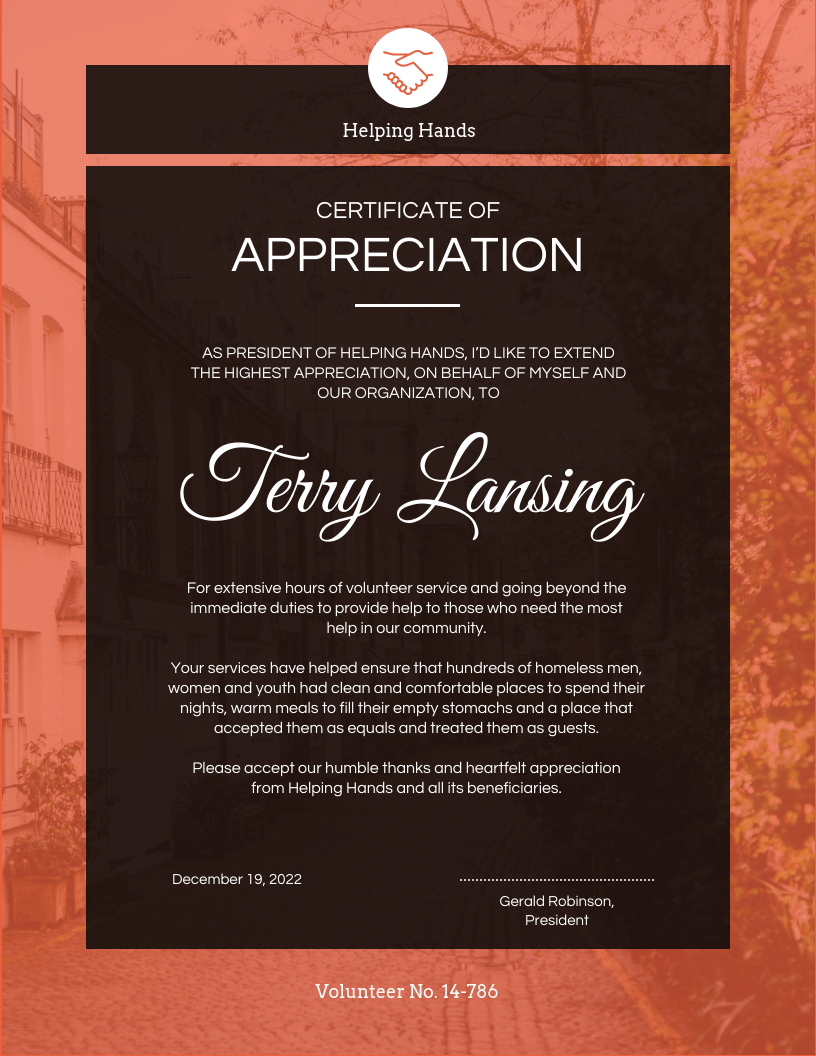 Helping Hands
CERTIFICATE OF
APPRECIATION
AS PRESIDENT OF HELPING HANDS, I’D LIKE TO EXTEND
THE HIGHEST APPRECIATION, ON BEHALF OF MYSELF AND
OUR ORGANIZATION, TO
Terry Lansing
For extensive hours of volunteer service and going beyond the
immediate duties to provide help to those who need the most
help in our community.
Your services have helped ensure that hundreds of homeless men,
women and youth had clean and comfortable places to spend their
nights, warm meals to fill their empty stomachs and a place that
accepted them as equals and treated them as guests.
Please accept our humble thanks and heartfelt appreciation
from Helping Hands and all its beneficiaries.
December 19, 2022
Gerald Robinson,
President
Volunteer No. 14-786